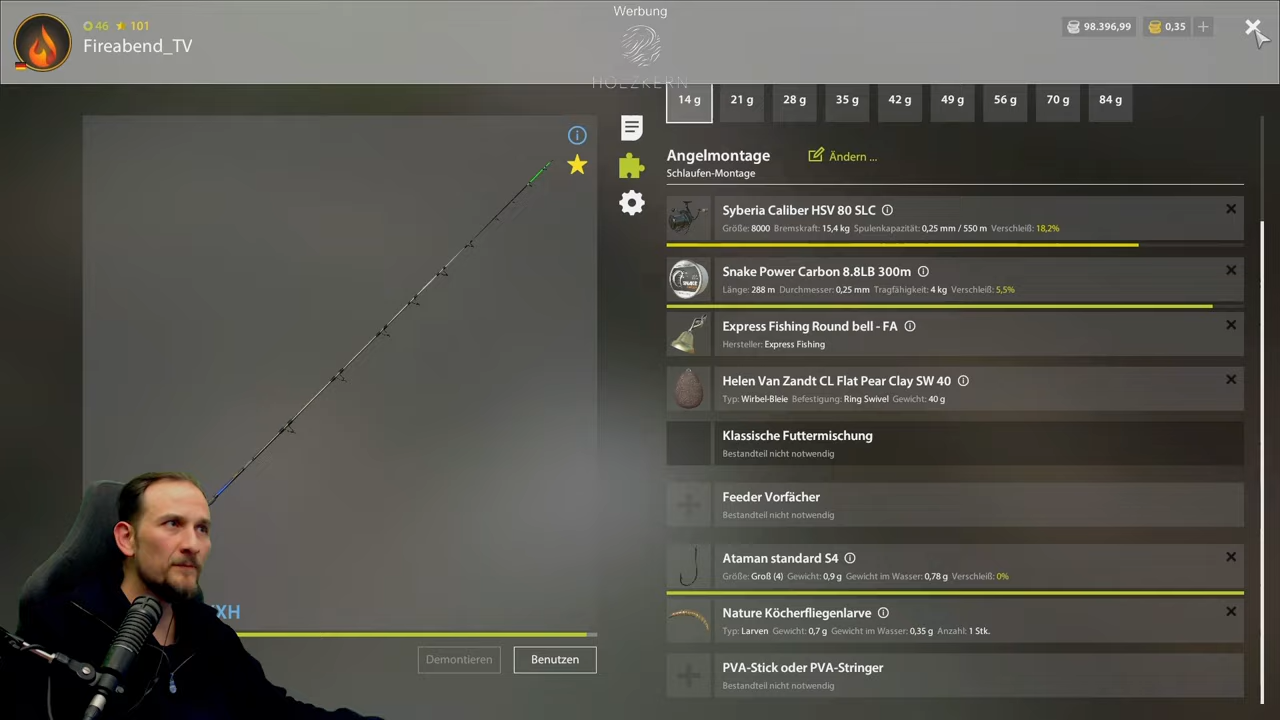 Werbung
46 101
98.396,99
0,35
Fireabend_TV
HOLZKERN
14 g
21 g
28 g
35 g
42 g
49 g
56 g
70 g
84 g
Angelmontage
Ändern ...
Schlaufen-Montage
Syberia Caliber HSV 80 SLC
Größe: 8000 Bremskraft: 15,4 kg Spulenkapazität: 0,25 mm / 550 m Verschleiß: 18,2%
Snake Power Carbon 8.8LB 300m
Länge: 288 m Durchmesser: 0,25 mm Tragfähigkeit: 4 kg Verschleiß: 5,5%
Express Fishing Round bell - FA
Hersteller: Express Fishing
Helen Van Zandt CL Flat Pear Clay SW 40
Typ: Wirbel-Bleie Befestigung: Ring Swivel Gewicht: 40 g
Klassische Futtermischung
Bestandteil nicht notwendig
Feeder Vorfächer
Bestandteil nicht notwendig
Ataman standard S4
Größe: Groß (4) Gewicht: 0,9 g Gewicht im Wasser: 0,78 g Verschleiß: 0%
Nature Köcherfliegenlarve
Typ: Larven Gewicht: 0,7 g Gewicht im Wasser: 0,35 g Anzahl: 1 Stk.
PVA-Stick oder PVA-Stringer
Bestandteil nicht notwendig
XH
Demontieren
Benutzen